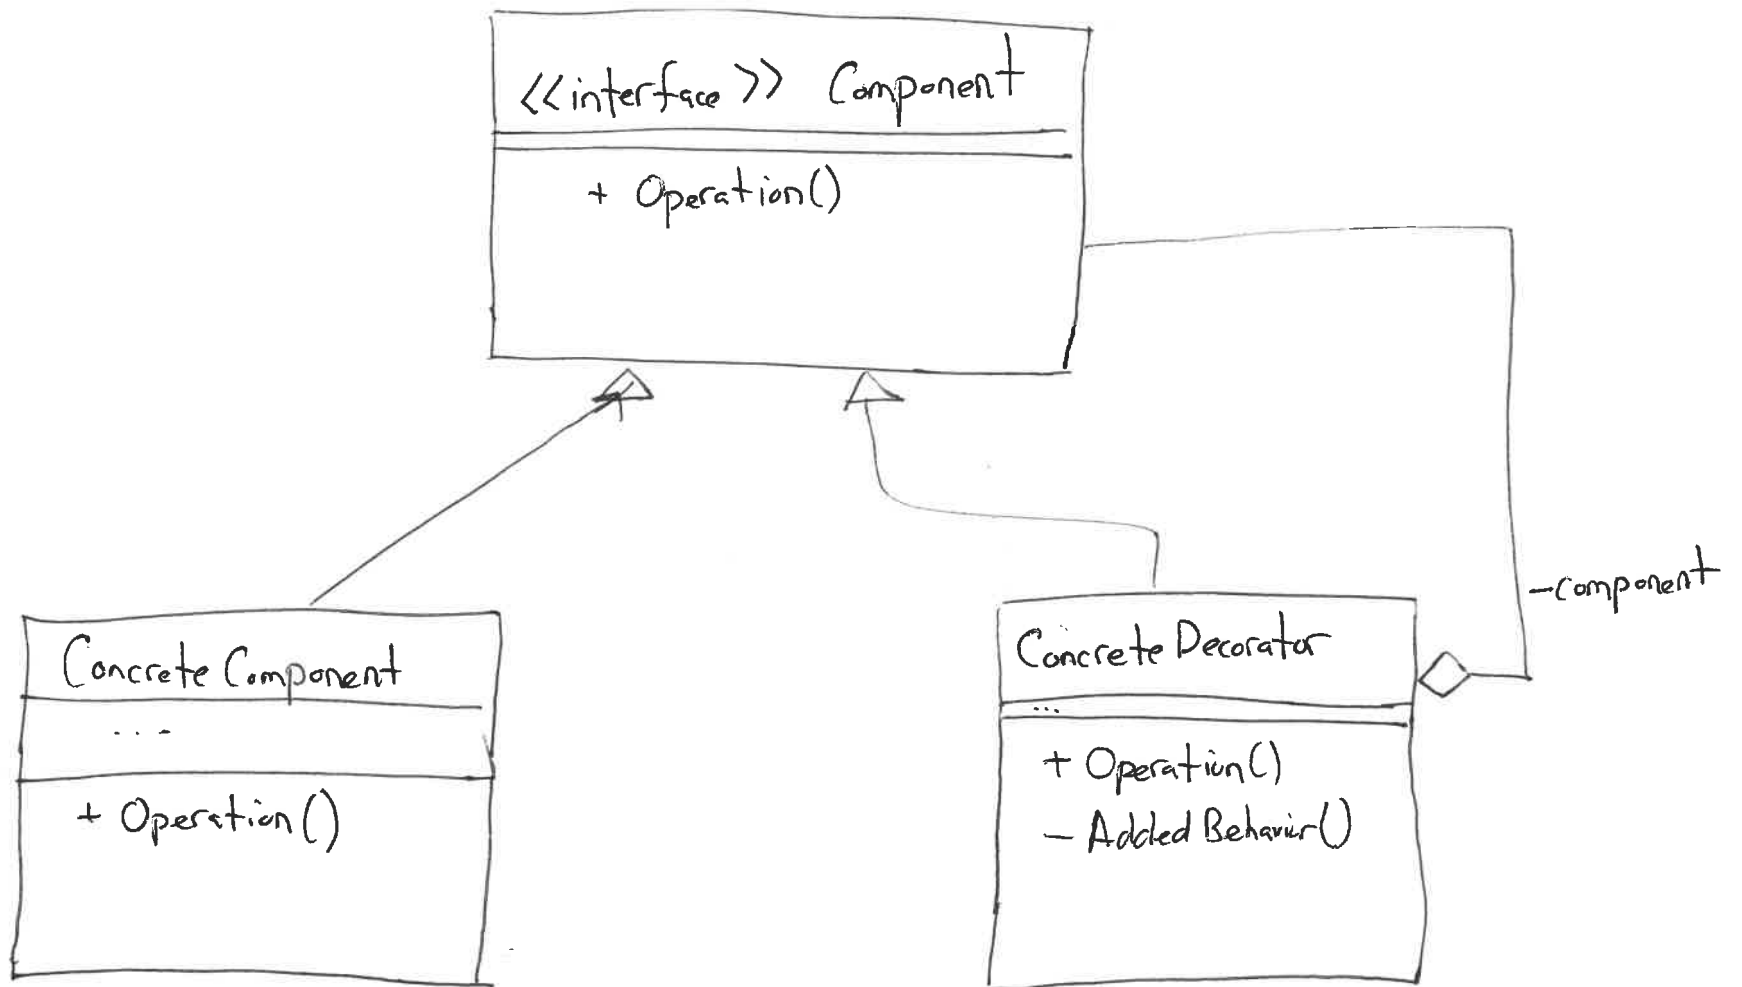 <<interface>> Component
+ Operation()
-component
Concrete Component
...
+ Operation()
Concrete Decorator
...
+ Operation()
- Added Behavior()